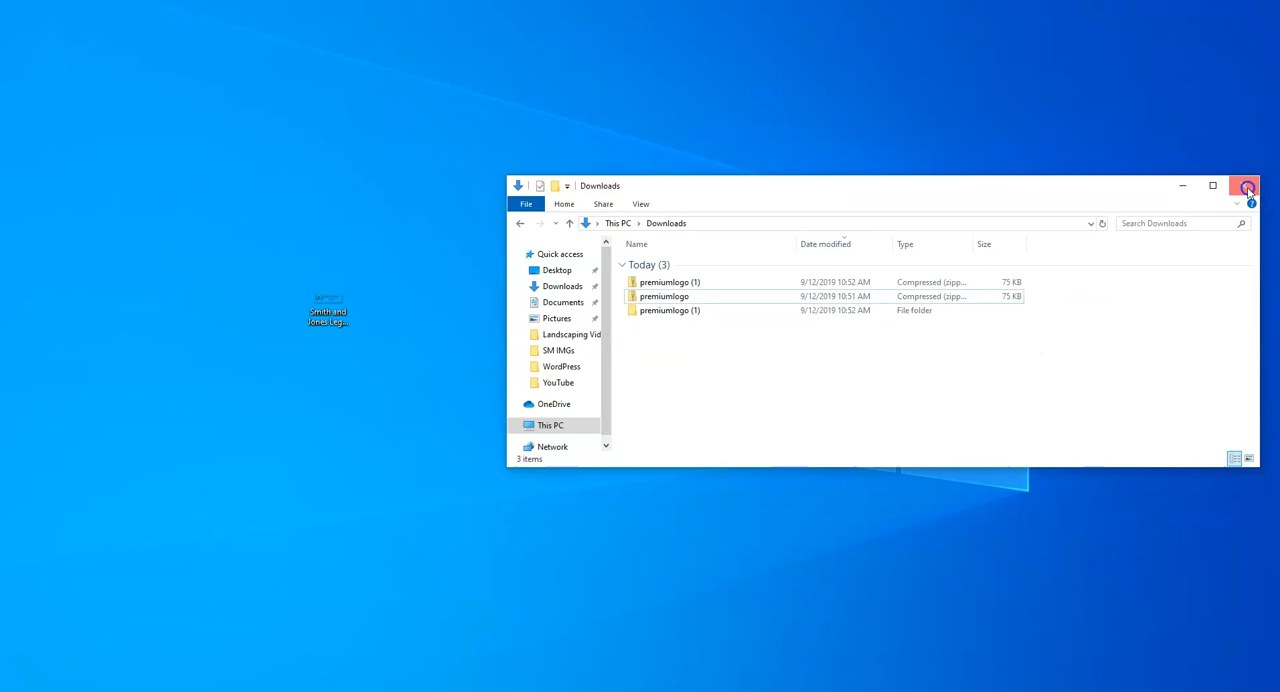 Downloads
File Home Share View
This PC Downloads Search Downloads
Name Date modified Type Size
Quick access
Today (3)
Desktop
premiumlogo (1) 9/12/2019 10:52 AM Compressed (zipp... 75 KB
Downloads
premiumlogo 9/12/2019 10:51 AM Compressed (zipp... 75 KB
Documents
premiumlogo (1) 9/12/2019 10:52 AM File folder
Pictures
Landscaping Vid
SM IMGs
WordPress
YouTube
OneDrive
This PC
Network
3 items
Smith and
Jones Leg...